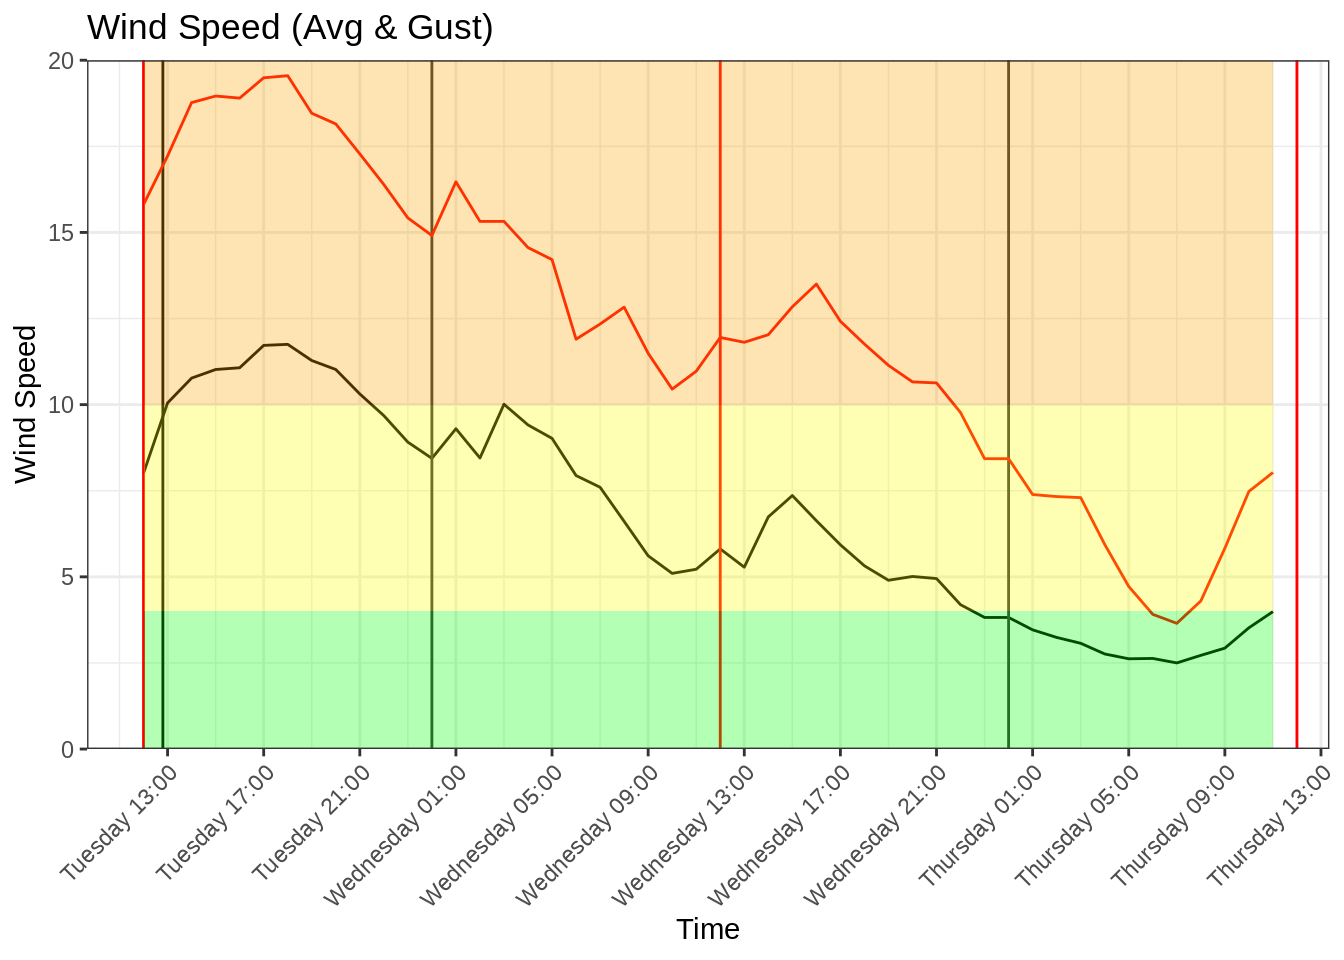 Wind Speed (Avg & Gust)
20
15
10
5
0
Wind Speed
Tuesday 13:00
Tuesday 17:00
Tuesday 21:00
Wednesday 01:00
Wednesday 05:00
Wednesday 09:00
Wednesday 13:00
Wednesday 17:00
Wednesday 21:00
Thursday 01:00
Thursday 05:00
Thursday 09:00
Thursday 13:00
Time